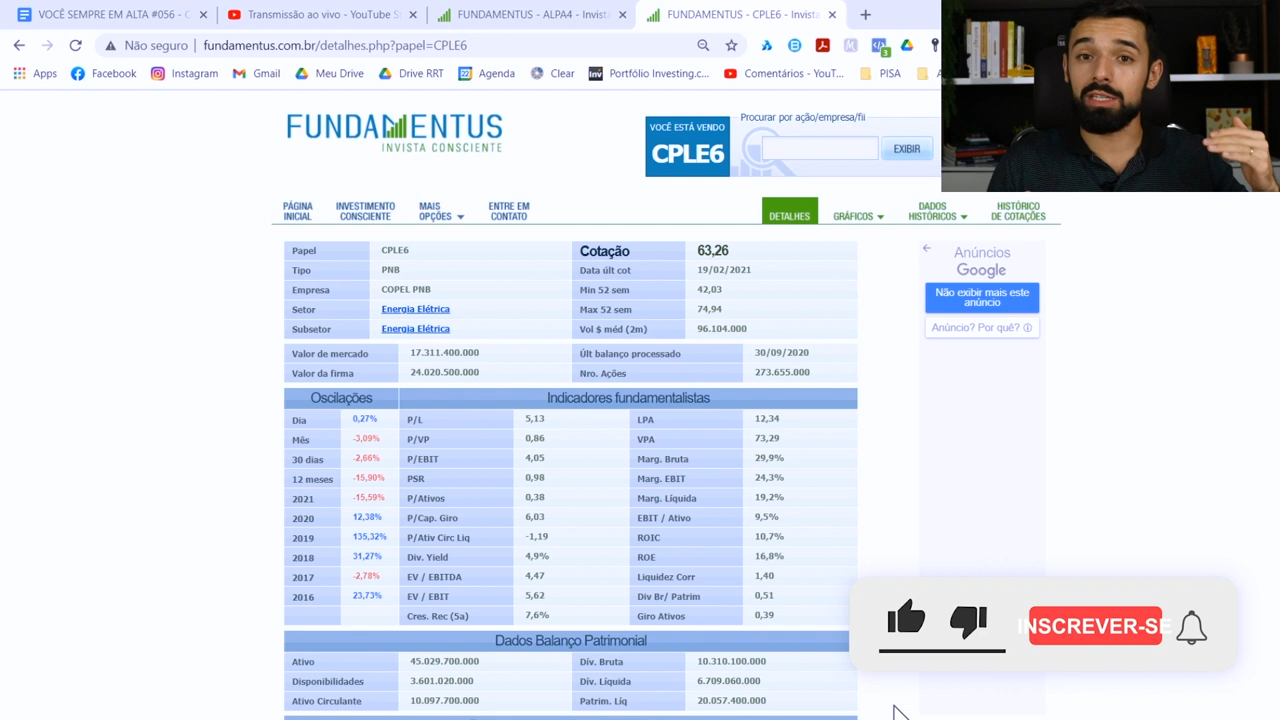 VOCÊ SEMPRE EM ALTA #056 - C
Transmissão ao vivo - YouTube S
FUNDAMENTUS - ALPA4 - Invista
FUNDAMENTUS - CPLE6 - Invista
Não seguro
fundamentus.com.br/detalhes.php?papel=CPLE6
3
Apps
Facebook
Instagram
Gmail
Meu Drive
Drive RRT
Agenda
Clear
Inv
Portfólio Investing.c...
Comentários - YouT...
PISA
FUNDAMENTUS
INVISTA CONSCIENTE
VOCÊ ESTÁ VENDO
CPLE6
Procurar por ação/empresa/fii
EXIBIR
PÁGINA INICIAL
INVESTIMENTO CONSCIENTE
MAIS OPÇÕES
ENTRE EM CONTATO
DETALHES
GRÁFICOS
DADOS HISTÓRICOS
HISTÓRICO DE COTAÇÕES
Papel CPLE6 Cotação 63,26
Tipo PNB Data últ cot 19/02/2021
Empresa COPEL PNB Min 52 sem 42,03
Setor Energia Elétrica Max 52 sem 74,94
Subsetor Energia Elétrica Vol $ méd (2m) 96.104.000
Valor de mercado 17.311.400.000 Últ balanço processado 30/09/2020
Valor da firma 24.020.500.000 Nro. Ações 273.655.000
Oscilações Indicadores fundamentalistas
Dia 0,27% P/L 5,13 LPA 12,34
Mês -3,09% P/VP 0,86 VPA 73,29
30 dias -2,66% P/EBIT 4,05 Marg. Bruta 29,9%
12 meses -15,90% PSR 0,98 Marg. EBIT 24,3%
2021 -15,59% P/Ativos 0,38 Marg. Líquida 19,2%
2020 12,38% P/Cap. Giro 6,03 EBIT / Ativo 9,5%
2019 135,32% P/Ativ Circ Liq -1,19 ROIC 10,7%
2018 31,27% Div. Yield 4,9% ROE 16,8%
2017 -2,78% EV / EBITDA 4,47 Liquidez Corr 1,40
2016 23,73% EV / EBIT 5,62 Div Br/ Patrim 0,51
Cres. Rec (5a) 7,6% Giro Ativos 0,39
Dados Balanço Patrimonial
Ativo 45.029.700.000 Dív. Bruta 10.310.100.000
Disponibilidades 3.601.020.000 Dív. Líquida 6.709.060.000
Ativo Circulante 10.097.700.000 Patrim. Líq 20.057.400.000
Anúncios
Google
Não exibir mais este
anúncio
Anúncio? Por quê?
INSCREVER-SE